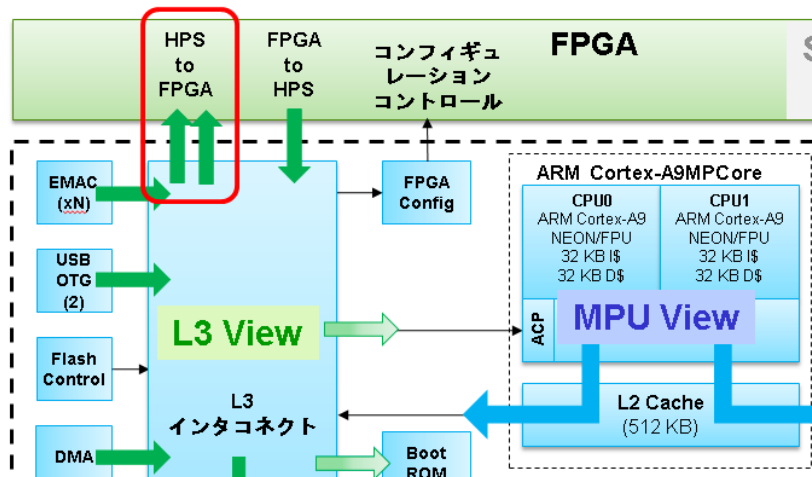 HPS
to
FPGA
FPGA
to
HPS
コンフィギュ
レーション
コントロール
FPGA
S
EMAC
(xN)
FPGA
Config
ARM Cortex-A9MPCore
CPU0
ARM Cortex-A9
NEON/FPU
32 KB I$
32 KB D$
CPU1
ARM Cortex-A9
NEON/FPU
32 KB I$
32 KB D$
USB
OTG
(2)
L3 View
ACP
MPU View
Flash
Control
L3
インタコネクト
L2 Cache
(512 KB)
DMA
Boot
ROM